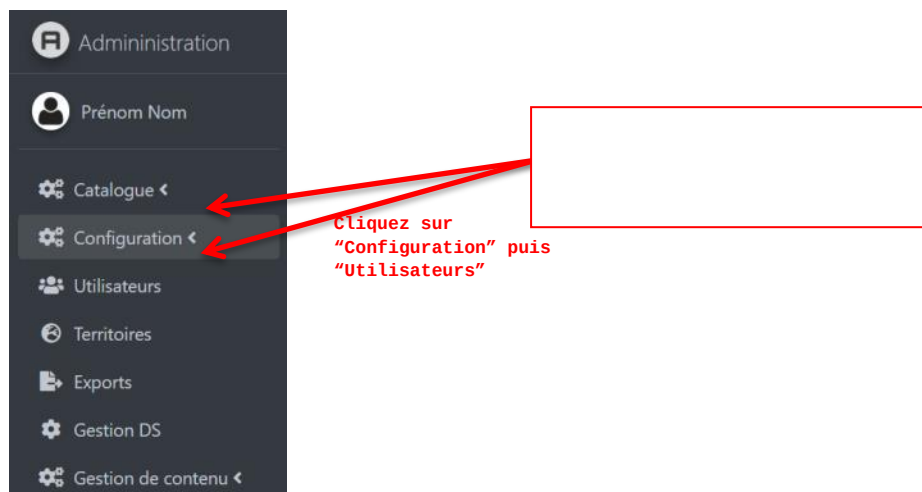 Admininistration
Prénom Nom
Catalogue
Configuration
Utilisateurs
Territoires
Exports
Gestion DS
Gestion de contenu
Cliquez sur
“Configuration” puis
“Utilisateurs”